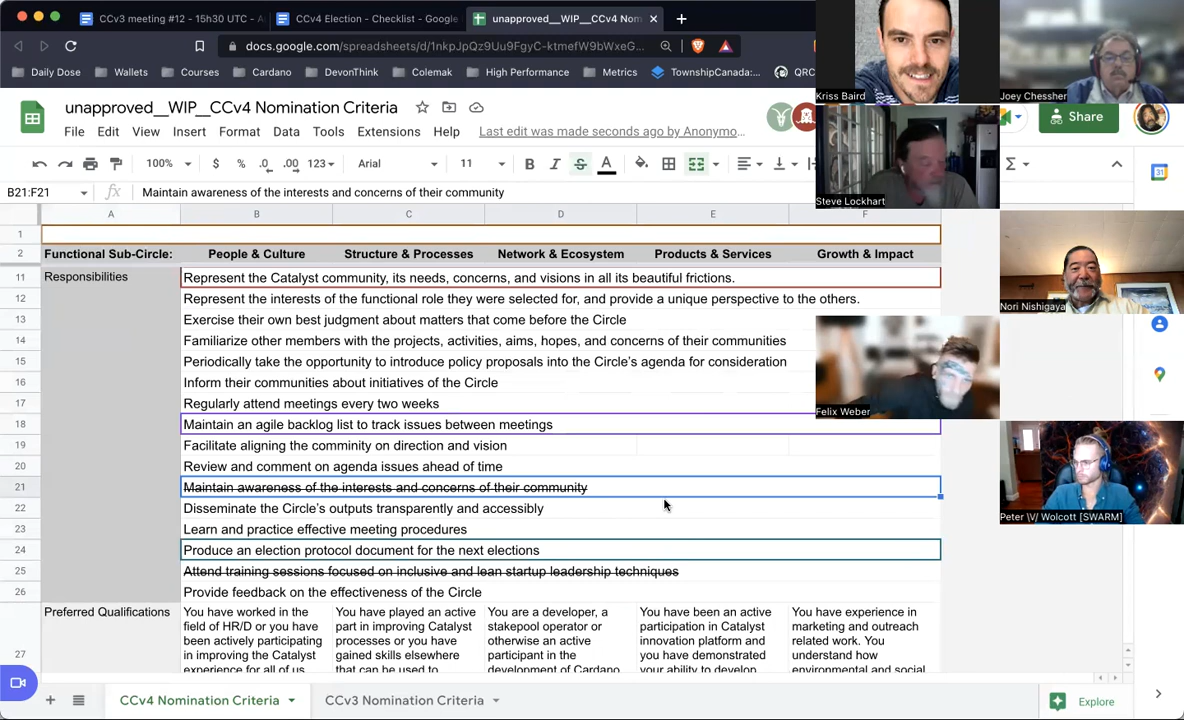 CCv3 meeting #12 - 15h30 UTC - A
CCv4 Election - Checklist - Google
unapproved__WIP__CCv4 Nom
docs.google.com/spreadsheets/d/1nkpJpQz9Uu9FgyC-ktmefW9bWxeG...
Daily Dose
Wallets
Courses
Cardano
DevonThink
Colemak
High Performance
Metrics
TownshipCanada:...
QRC
unapproved__WIP__CCv4 Nomination Criteria
File Edit View Insert Format Data Tools Extensions Help Last edit was made seconds ago by Anonymo...
Share
100% $ % .0 .00 123 Arial 11 B I S A
B21:F21 fx Maintain awareness of the interests and concerns of their community
A B C D E F
1
2 Functional Sub-Circle: People & Culture Structure & Processes Network & Ecosystem Products & Services Growth & Impact
11 Responsibilities Represent the Catalyst community, its needs, concerns, and visions in all its beautiful frictions.
12 Represent the interests of the functional role they were selected for, and provide a unique perspective to the others.
13 Exercise their own best judgment about matters that come before the Circle
14 Familiarize other members with the projects, activities, aims, hopes, and concerns of their communities
15 Periodically take the opportunity to introduce policy proposals into the Circle's agenda for consideration
16 Inform their communities about initiatives of the Circle
17 Regularly attend meetings every two weeks
18 Maintain an agile backlog list to track issues between meetings
19 Facilitate aligning the comminity on direction and vision
20 Review and comment on agenda issues ahead of time
21 Maintain awareness of the interests and concerns of their community
22 Disseminate the Circle's outputs transparently and accessibly
23 Learn and practice effective meeting procedures
24 Produce an election protocol document for the next elections
25 Attend training sessions focused on inclusive and lean startup leadership techniques
26 Provide feedback on the effectiveness of the Circle
27 Preferred Qualifications
You have worked in the
field of HR/D or you have
been actively participating
in improving the Catalyst
experience for all of us
You have played an active
part in improving Catalyst
processes or you have
gained skills elsewhere
that can be used to
You are a developer, a
stakepool operator or
otherwise an active
participant in the
development of Cardano
You have been an active
participation in Catalyst
innovation platform and
you have demonstrated
your ability to develop
You have experience in
marketing and outreach
related work. You
understand how
environmental and social
CCv4 Nomination Criteria
CCv3 Nomination Criteria
Explore
Kriss Baird
Joey Chessher
Steve Lockhart
Nori Nishigaya
Felix Weber
Peter \V/ Wolcott [SWARM]
31